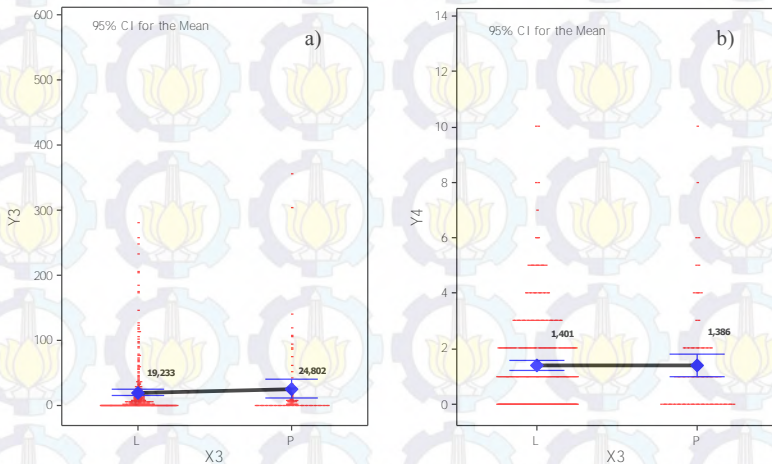 95% CI for the Mean
a)
600
500
400
300
200
100
0
Y3
19,233
24,802
L
P
X3
95% CI for the Mean
b)
14
12
10
8
6
4
2
0
Y4
1,401
1,386
L
P
X3